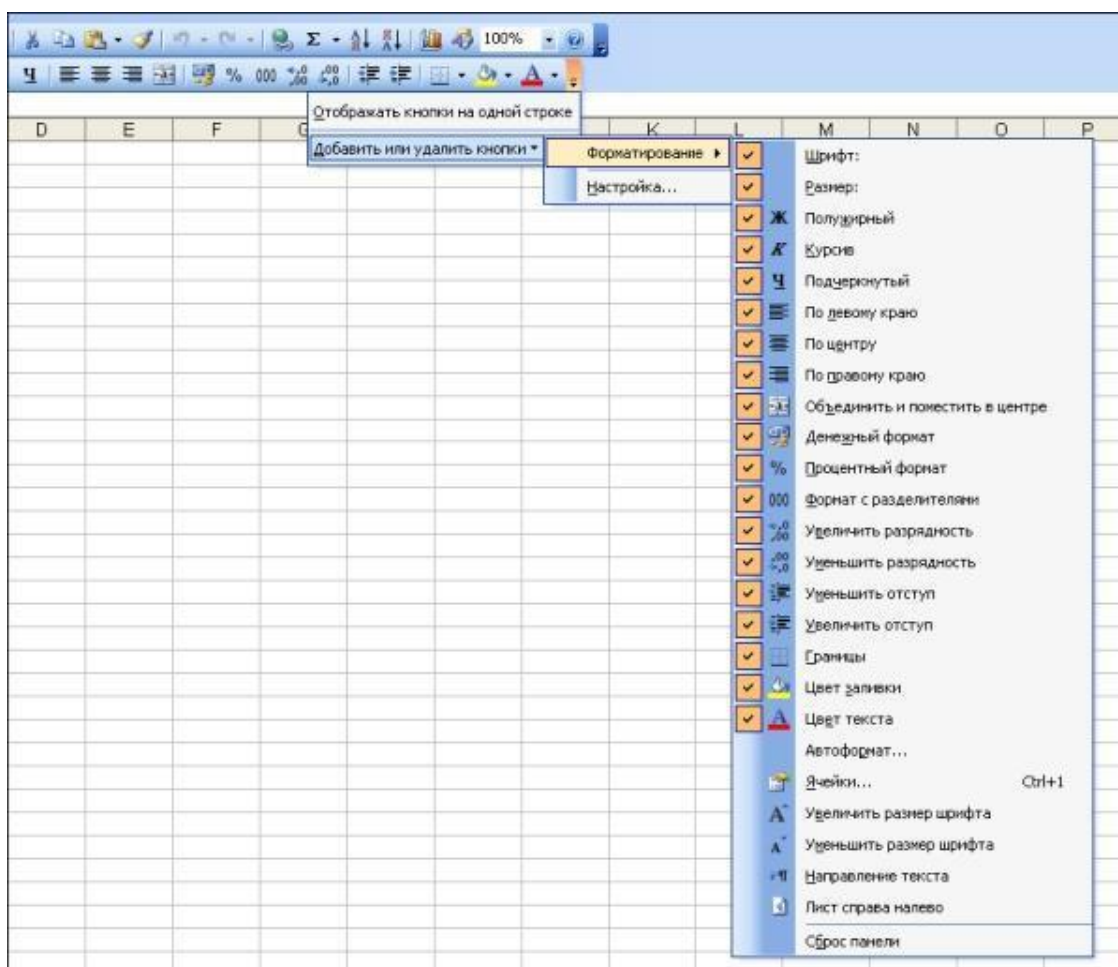 100%
Ч % 000
Отображать кнопки на одной строке
D E F G K L M N O P
Добавить или удалить кнопки
Форматирование
Настройка...
Шрифт:
Размер:
Ж Полужирный
К Курсив
Ч Подчеркнутый
По левому краю
По центру
По правому краю
Объединить и поместить в центре
Денежный формат
% Процентный формат
000 Формат с разделителями
Увеличить разрядность
Уменьшить разрядность
Уменьшить отступ
Увеличить отступ
Границы
Цвет заливки
Цвет текста
Автоформат...
Ячейки... Ctrl+1
Увеличить размер шрифта
Уменьшить размер шрифта
Направление текста
Лист справа налево
Сброс панели